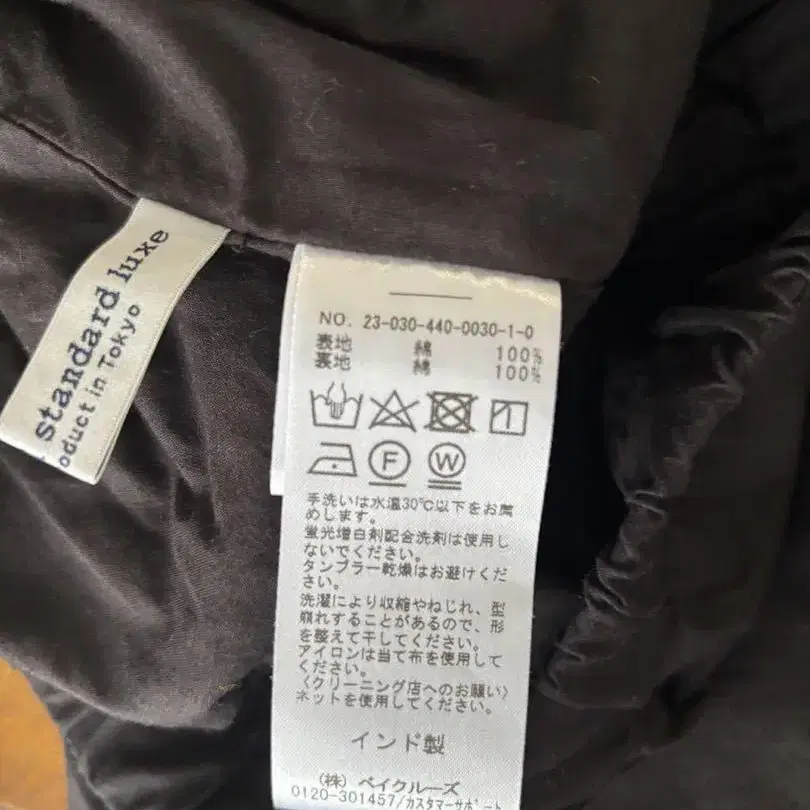 standard luxe
oduct in Tokyo
NO. 23-030-440-0030-1-0
表地 綿 100%
裏地 綿 100%
F W
手洗いは水温30℃以下をお薦
めします。
蛍光増白剤配合洗剤は使用し
ないでください。
タンブラー乾燥はお避けくだ
さい。
洗濯により収縮やねじれ、型
崩れすることがあるので、形
を整えて干してください。
アイロンは当て布を使用して
ください。
〈クリーニング店へのお願い〉
ネットを使用してください。
インド製
(株) ベイクルーズ
0120-301457/カスタマーサポート